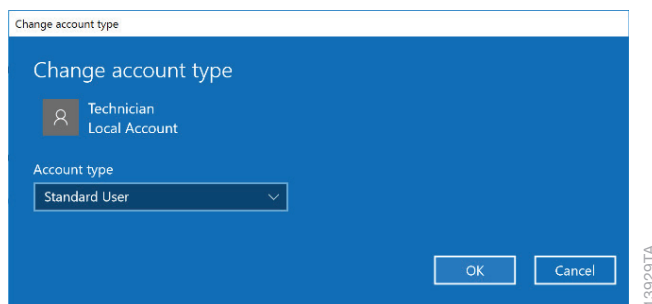 Change account type
Change account type
Technician
Local Account
Account type
Standard User
OK
Cancel